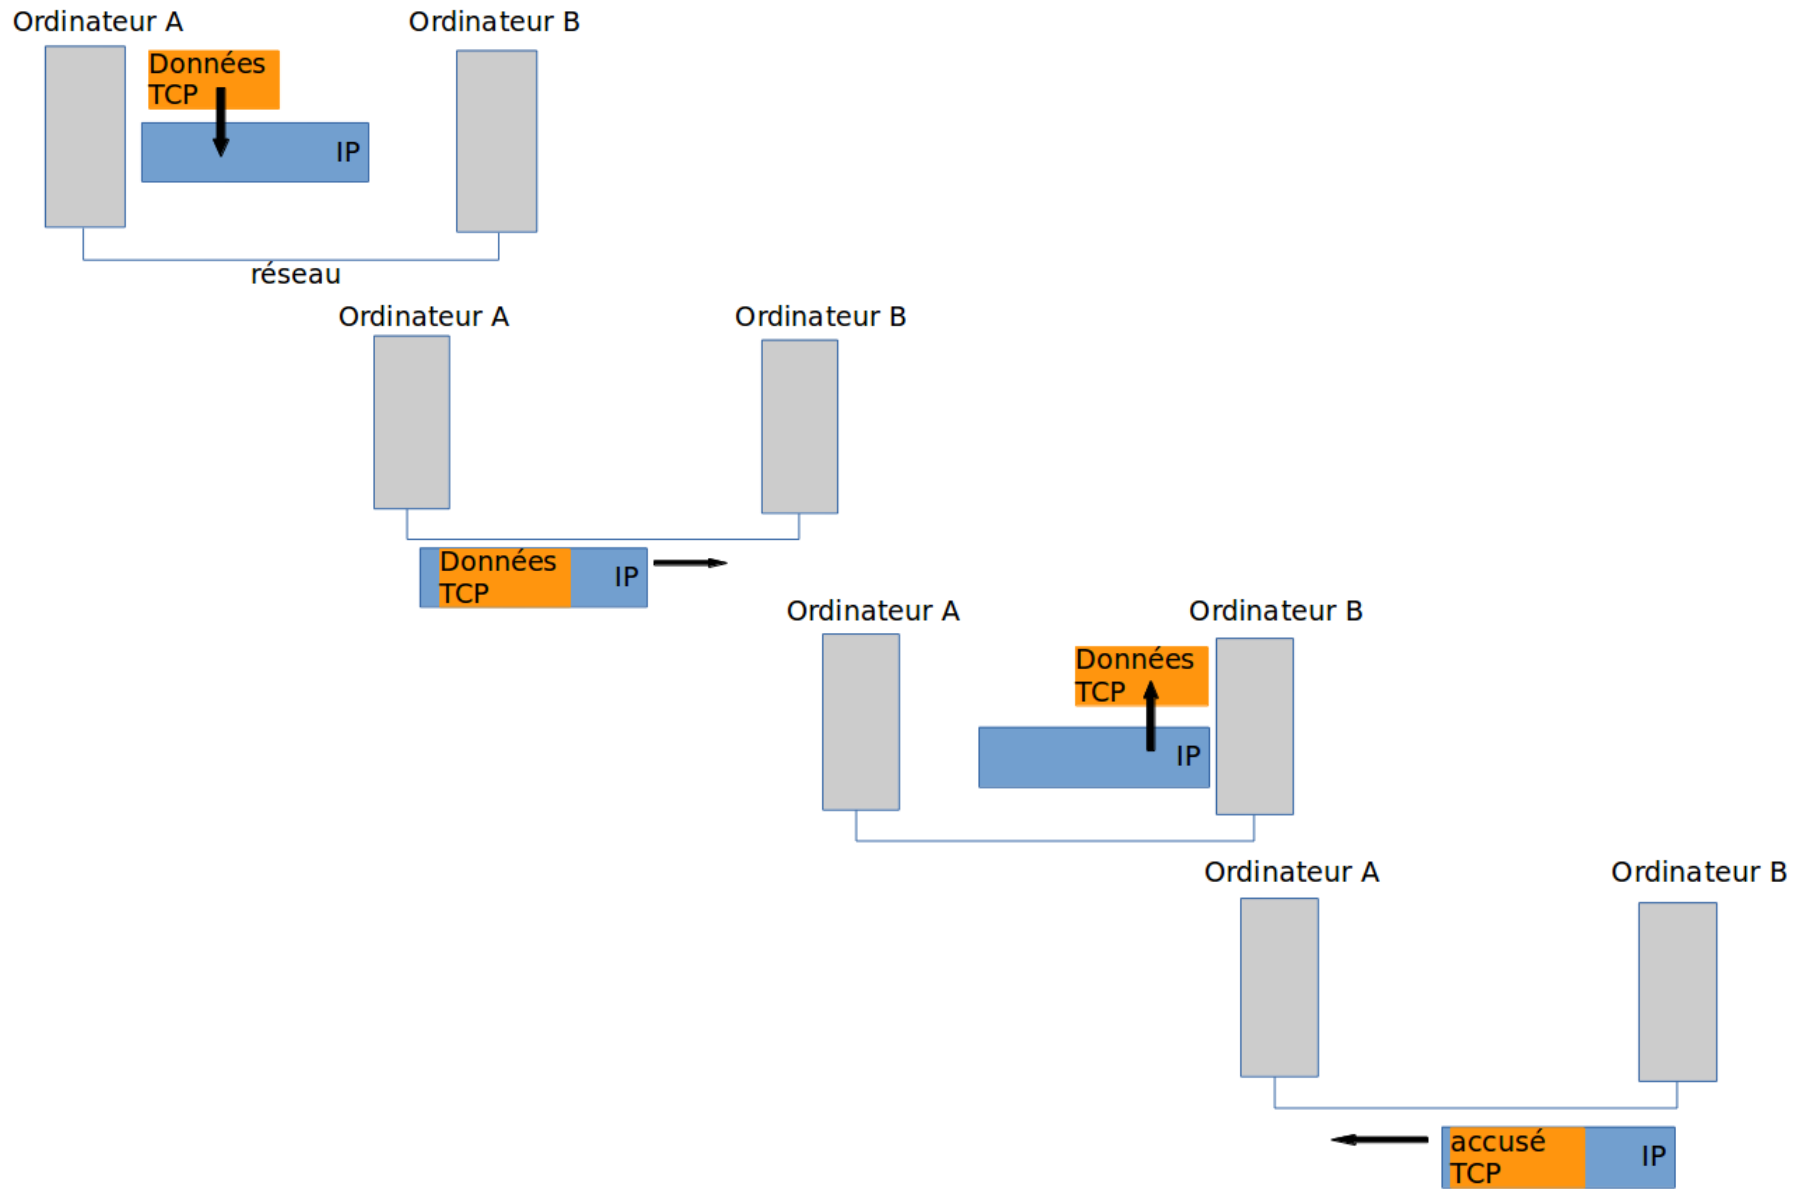 Ordinateur A
Ordinateur B
Données
TCP
IP
réseau
Ordinateur A
Ordinateur B
Données
TCP
IP
Ordinateur A
Ordinateur B
Données
TCP
IP
Ordinateur A
Ordinateur B
accusé
TCP
IP